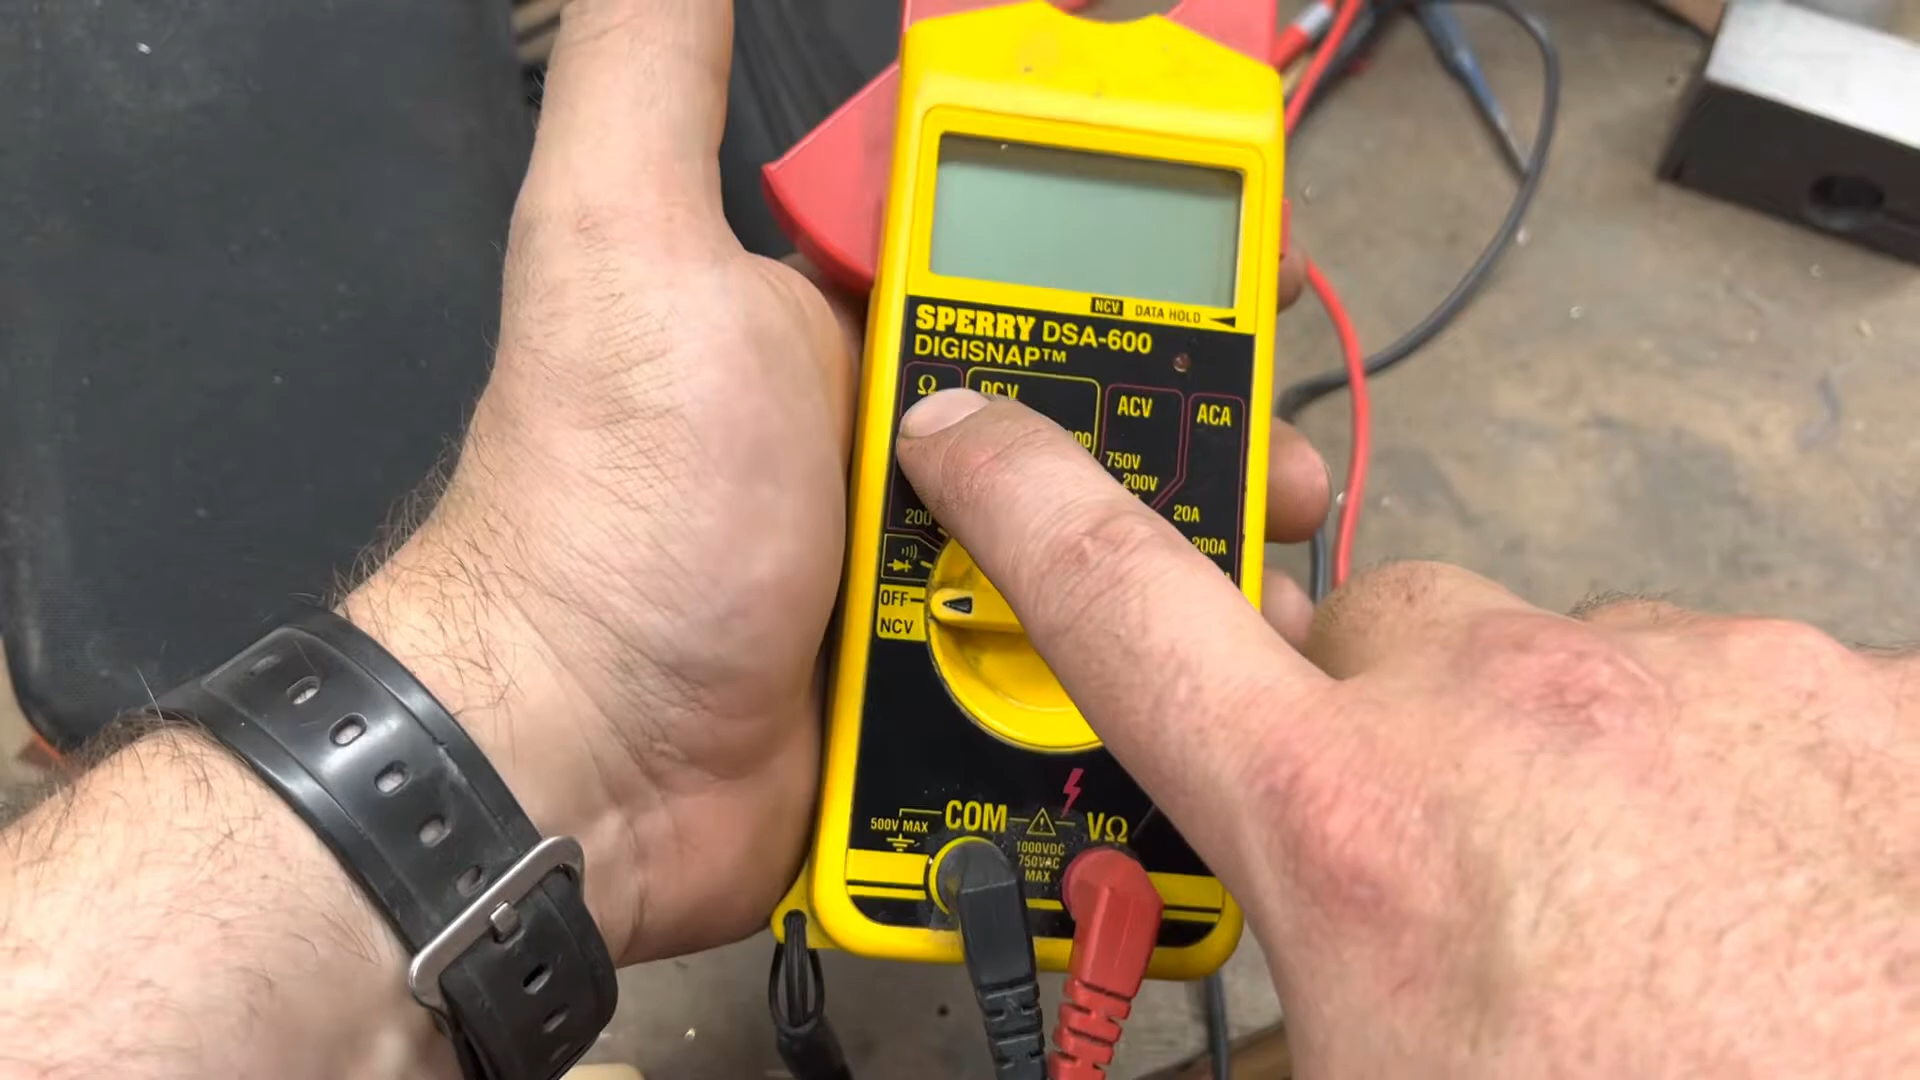 NCV DATA HOLD
SPERRY DSA-600
DIGISNAP™
Ω DCV ACV ACA
750V
200V
200 20A
200A
OFF
NCV
500V MAX COM VΩ
1000VDC
750VAC
MAX